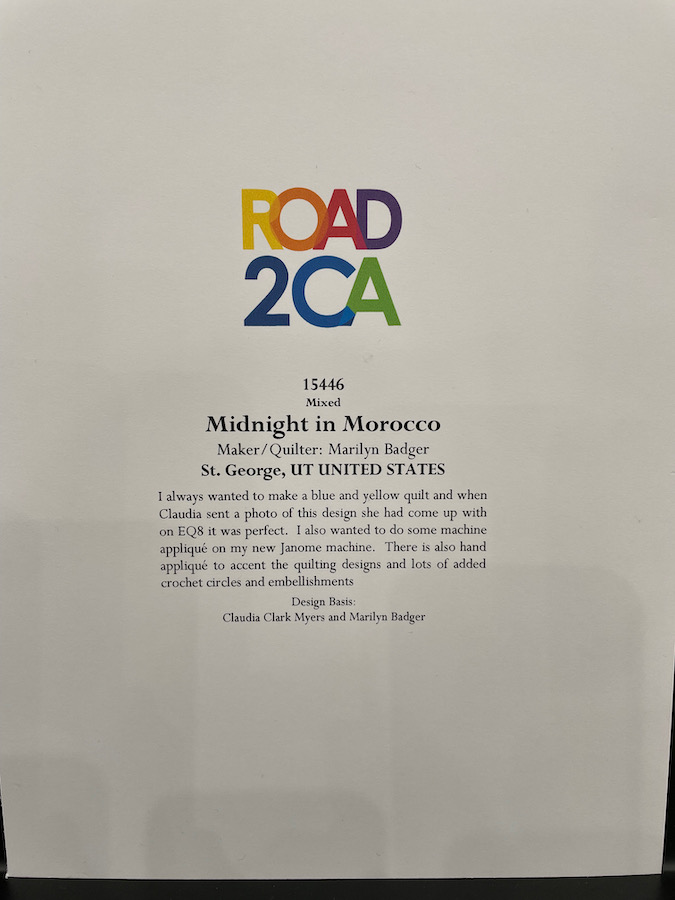 ROAD
2CA
15446
Mixed
Midnight in Morocco
Maker/Quilter: Marilyn Badger
St. George, UT UNITED STATES
I always wanted to make a blue and yellow quilt and when
Claudia sent a photo of this design she had come up with
on EQ8 it was perfect. I also wanted to do some machine
appliqué on my new Janome machine. There is also hand
appliqué to accent the quilting designs and lots of added
crochet circles and embellishments
Design Basis:
Claudia Clark Myers and Marilyn Badger